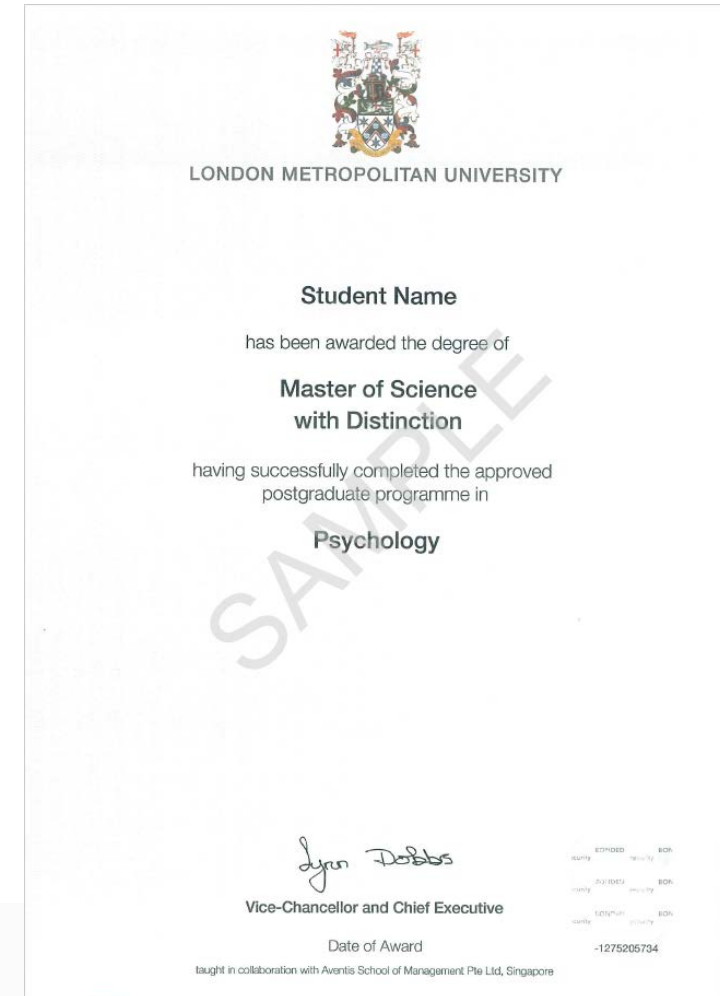 LONDON METROPOLITAN UNIVERSITY
Student Name
has been awarded the degree of
Master of Science
with Distinction
having successfully completed the approved
postgraduate programme in
Psychology
SAMPLE
Lynn Dobbs
Vice-Chancellor and Chief Executive
Date of Award
-1275205734
taught in collaboration with Aventis School of Management Pte Ltd, Singapore